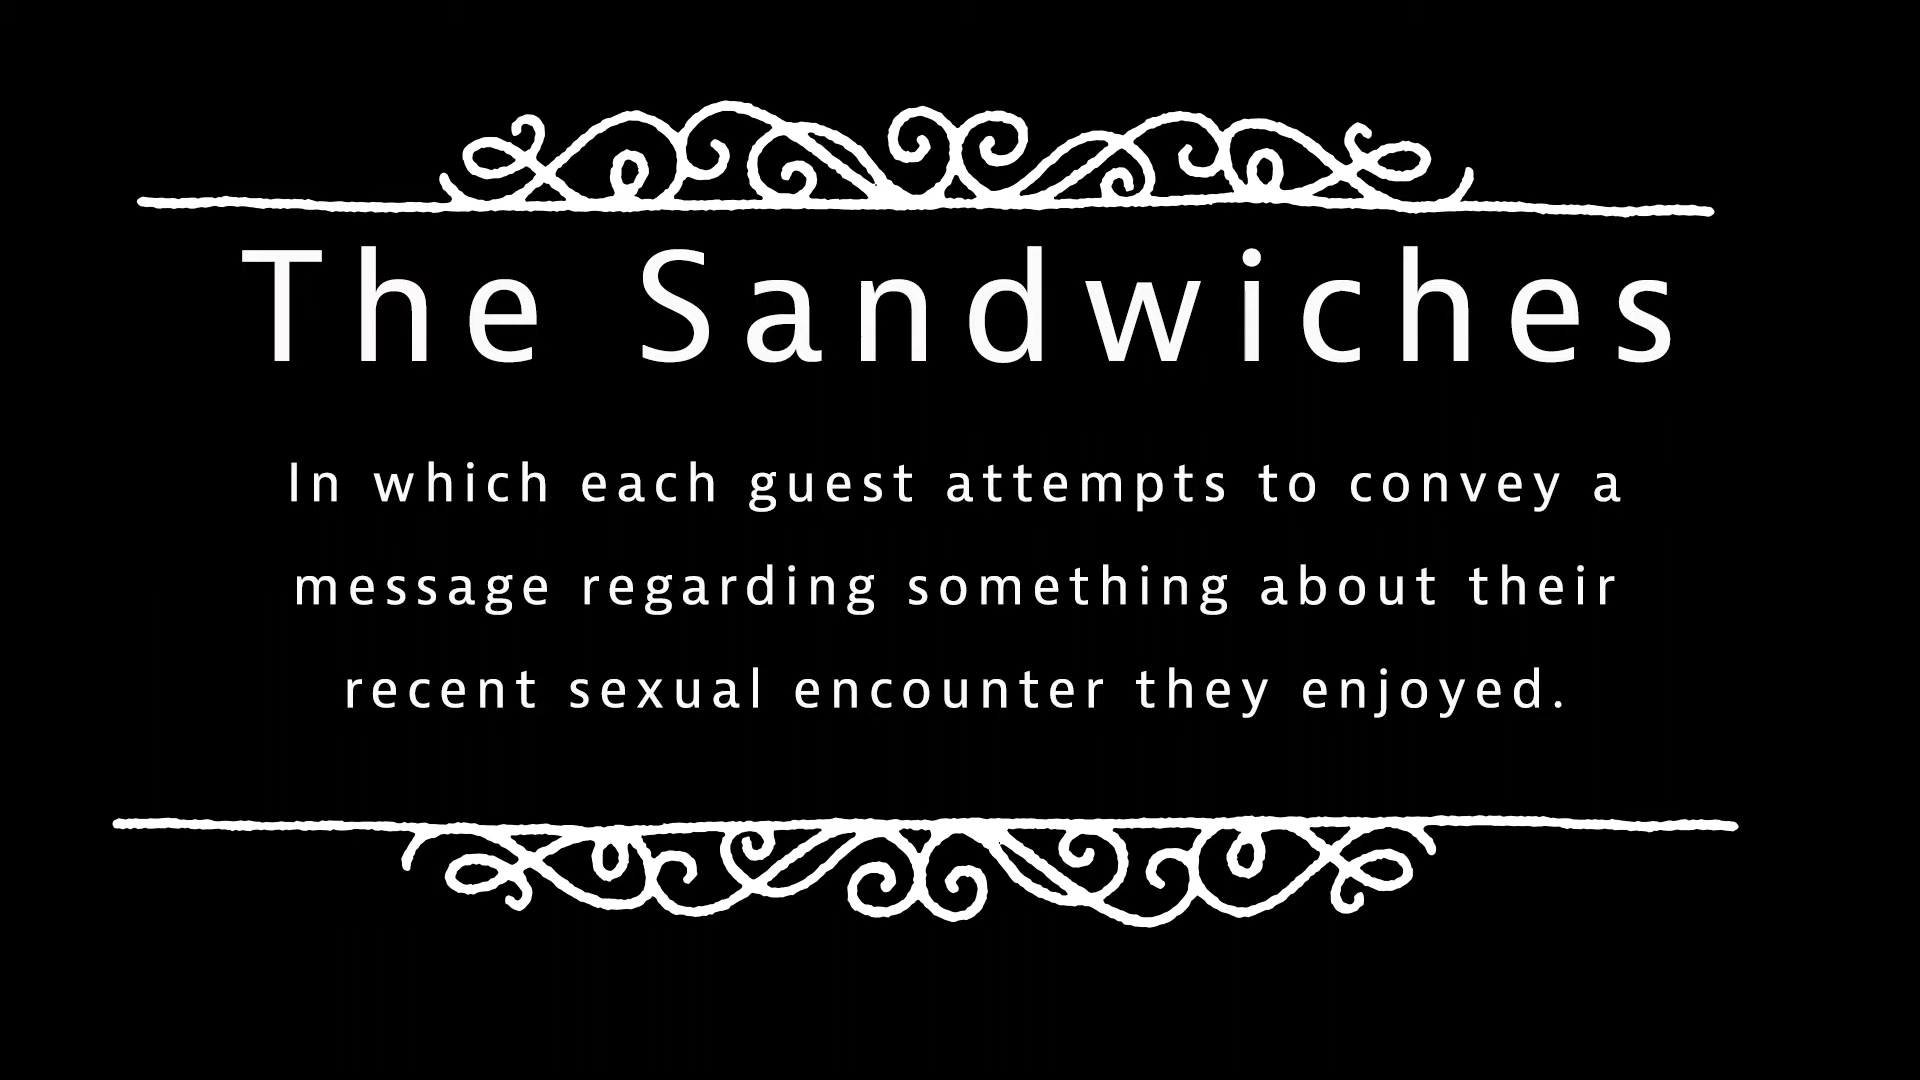 The Sandwiches
In which each guest attempts to convey a
message regarding something about their
recent sexual encounter they enjoyed.